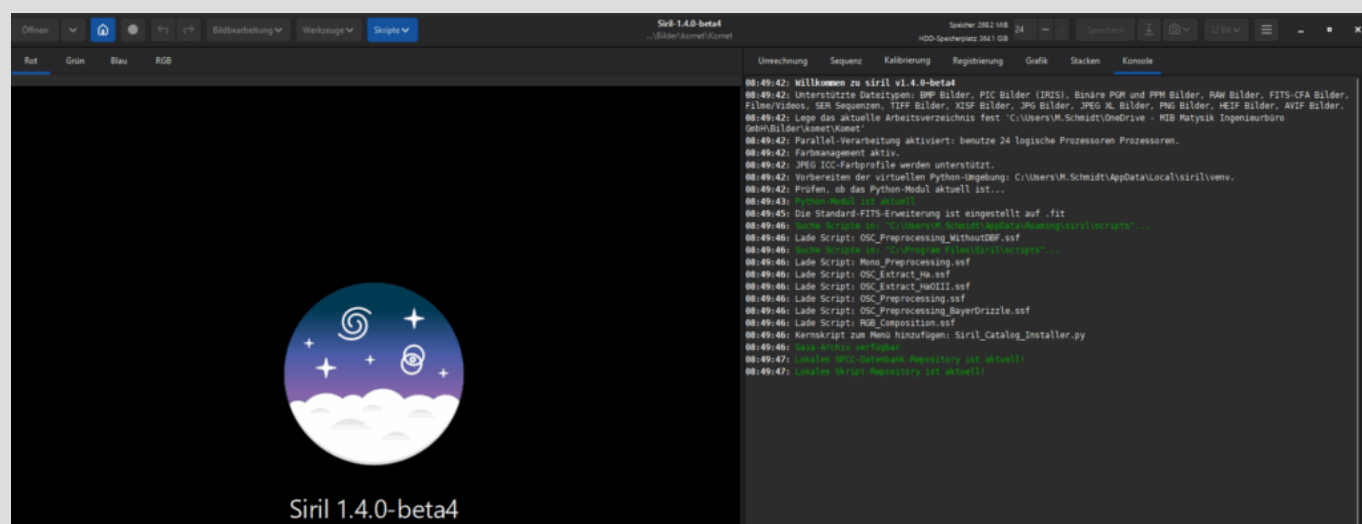 Öffnen
Bildbearbeitung
Werkzeuge
Skripte
Siril-1.4.0-beta4
...\Bilder\komet\Komet
Speicher: 268.2 MiB
HDD-Speicherplatz: 364.1 GiB
24
Speichern
32 Bit
Rot Grün Blau RGB
Umrechnung Sequenz Kalibrierung Registrierung Grafik Stacken Konsole
08:49:42: Willkommen zu siril v1.4.0-beta4
08:49:42: Unterstützte Dateitypen: BMP Bilder, PIC Bilder (IRIS), Binäre PGM und PPM Bilder, RAW Bilder, FITS-CFA Bilder,
Filme/Videos, SER Sequenzen, TIFF Bilder, XISF Bilder, JPG Bilder, JPEG XL Bilder, PNG Bilder, HEIF Bilder, AVIF Bilder.
08:49:42: Lege das aktuelle Arbeitsverzeichnis fest 'C:\Users\M.Schmidt\OneDrive - MIB Matysik Ingenieurbüro
GmbH\Bilder\komet\Komet'
08:49:42: Parallel-Verarbeitung aktiviert: benutze 24 logische Prozessoren Prozessoren.
08:49:42: Farbmanagement aktiv.
08:49:42: JPEG ICC-Farbprofile werden unterstützt.
08:49:42: Vorbereiten der virtuellen Python-Umgebung: C:\Users\M.Schmidt\AppData\Local\siril\venv.
08:49:42: Prüfen, ob das Python-Modul aktuell ist...
08:49:43: Python-Modul ist aktuell
08:49:45: Die Standard-FITS-Erweiterung ist eingestellt auf .fit
08:49:46: Suche Scripte in: "C:\Users\M.Schmidt\AppData\Roaming\siril\scripts"...
08:49:46: Lade Script: OSC_Preprocessing_WithoutDBF.ssf
08:49:46: Suche Scripte in: "C:\Program Files\Siril\scripts"...
08:49:46: Lade Script: Mono_Preprocessing.ssf
08:49:46: Lade Script: OSC_Extract_Ha.ssf
08:49:46: Lade Script: OSC_Extract_HaOIII.ssf
08:49:46: Lade Script: OSC_Preprocessing.ssf
08:49:46: Lade Script: OSC_Preprocessing_BayerDrizzle.ssf
08:49:46: Lade Script: RGB_Composition.ssf
08:49:46: Kernskript zum Menü hinzufügen: Siril_Catalog_Installer.py
08:49:46: Gaia-Archiv verfügbar
08:49:47: Lokales SPCC-Datenbank-Repository ist aktuell!
08:49:47: Lokales Skript-Repository ist aktuell!
Siril 1.4.0-beta4